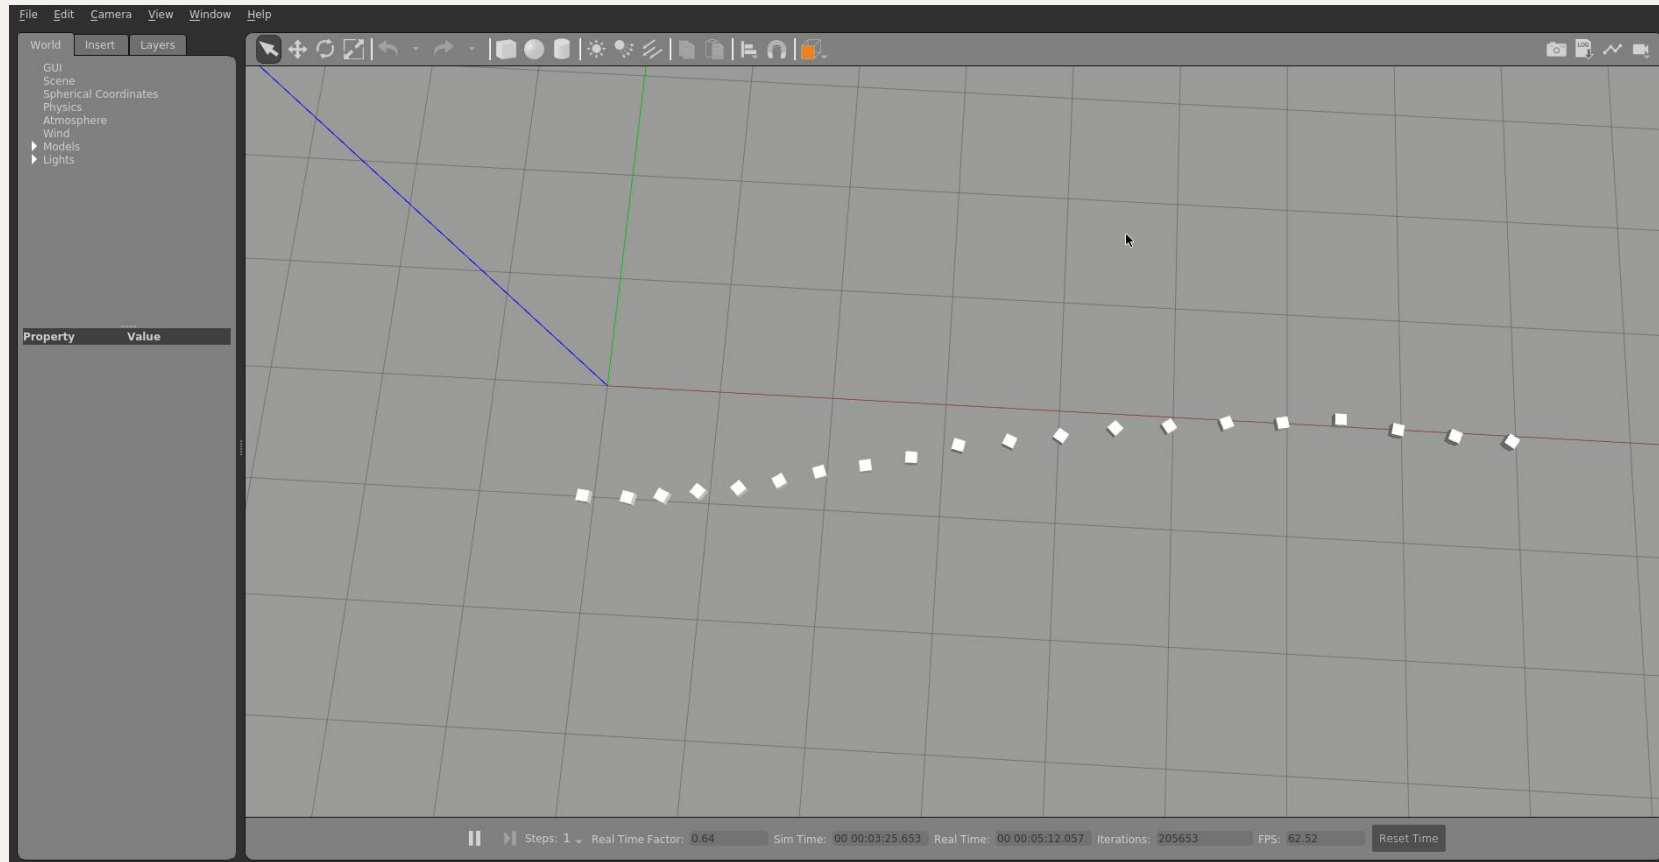 File Edit Camera View Window Help
World Insert Layers
GUI
Scene
Spherical Coordinates
Physics
Atmosphere
Wind
Models
Lights
Property Value
Steps: 1 Real Time Factor: 0.64 Sim Time: 00 00:03:25.653 Real Time: 00 00:05:12.057 Iterations: 205653 FPS: 62.52 Reset Time